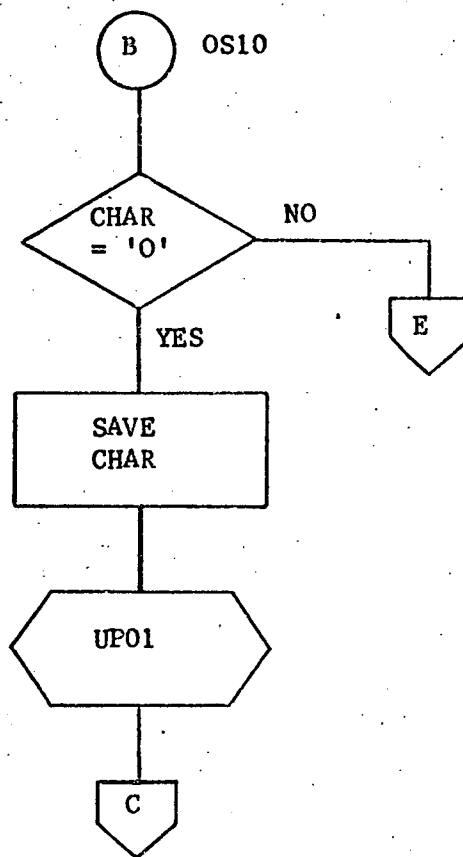 B OS10
CHAR
= 'O'
NO
E
YES
SAVE
CHAR
UP01
C